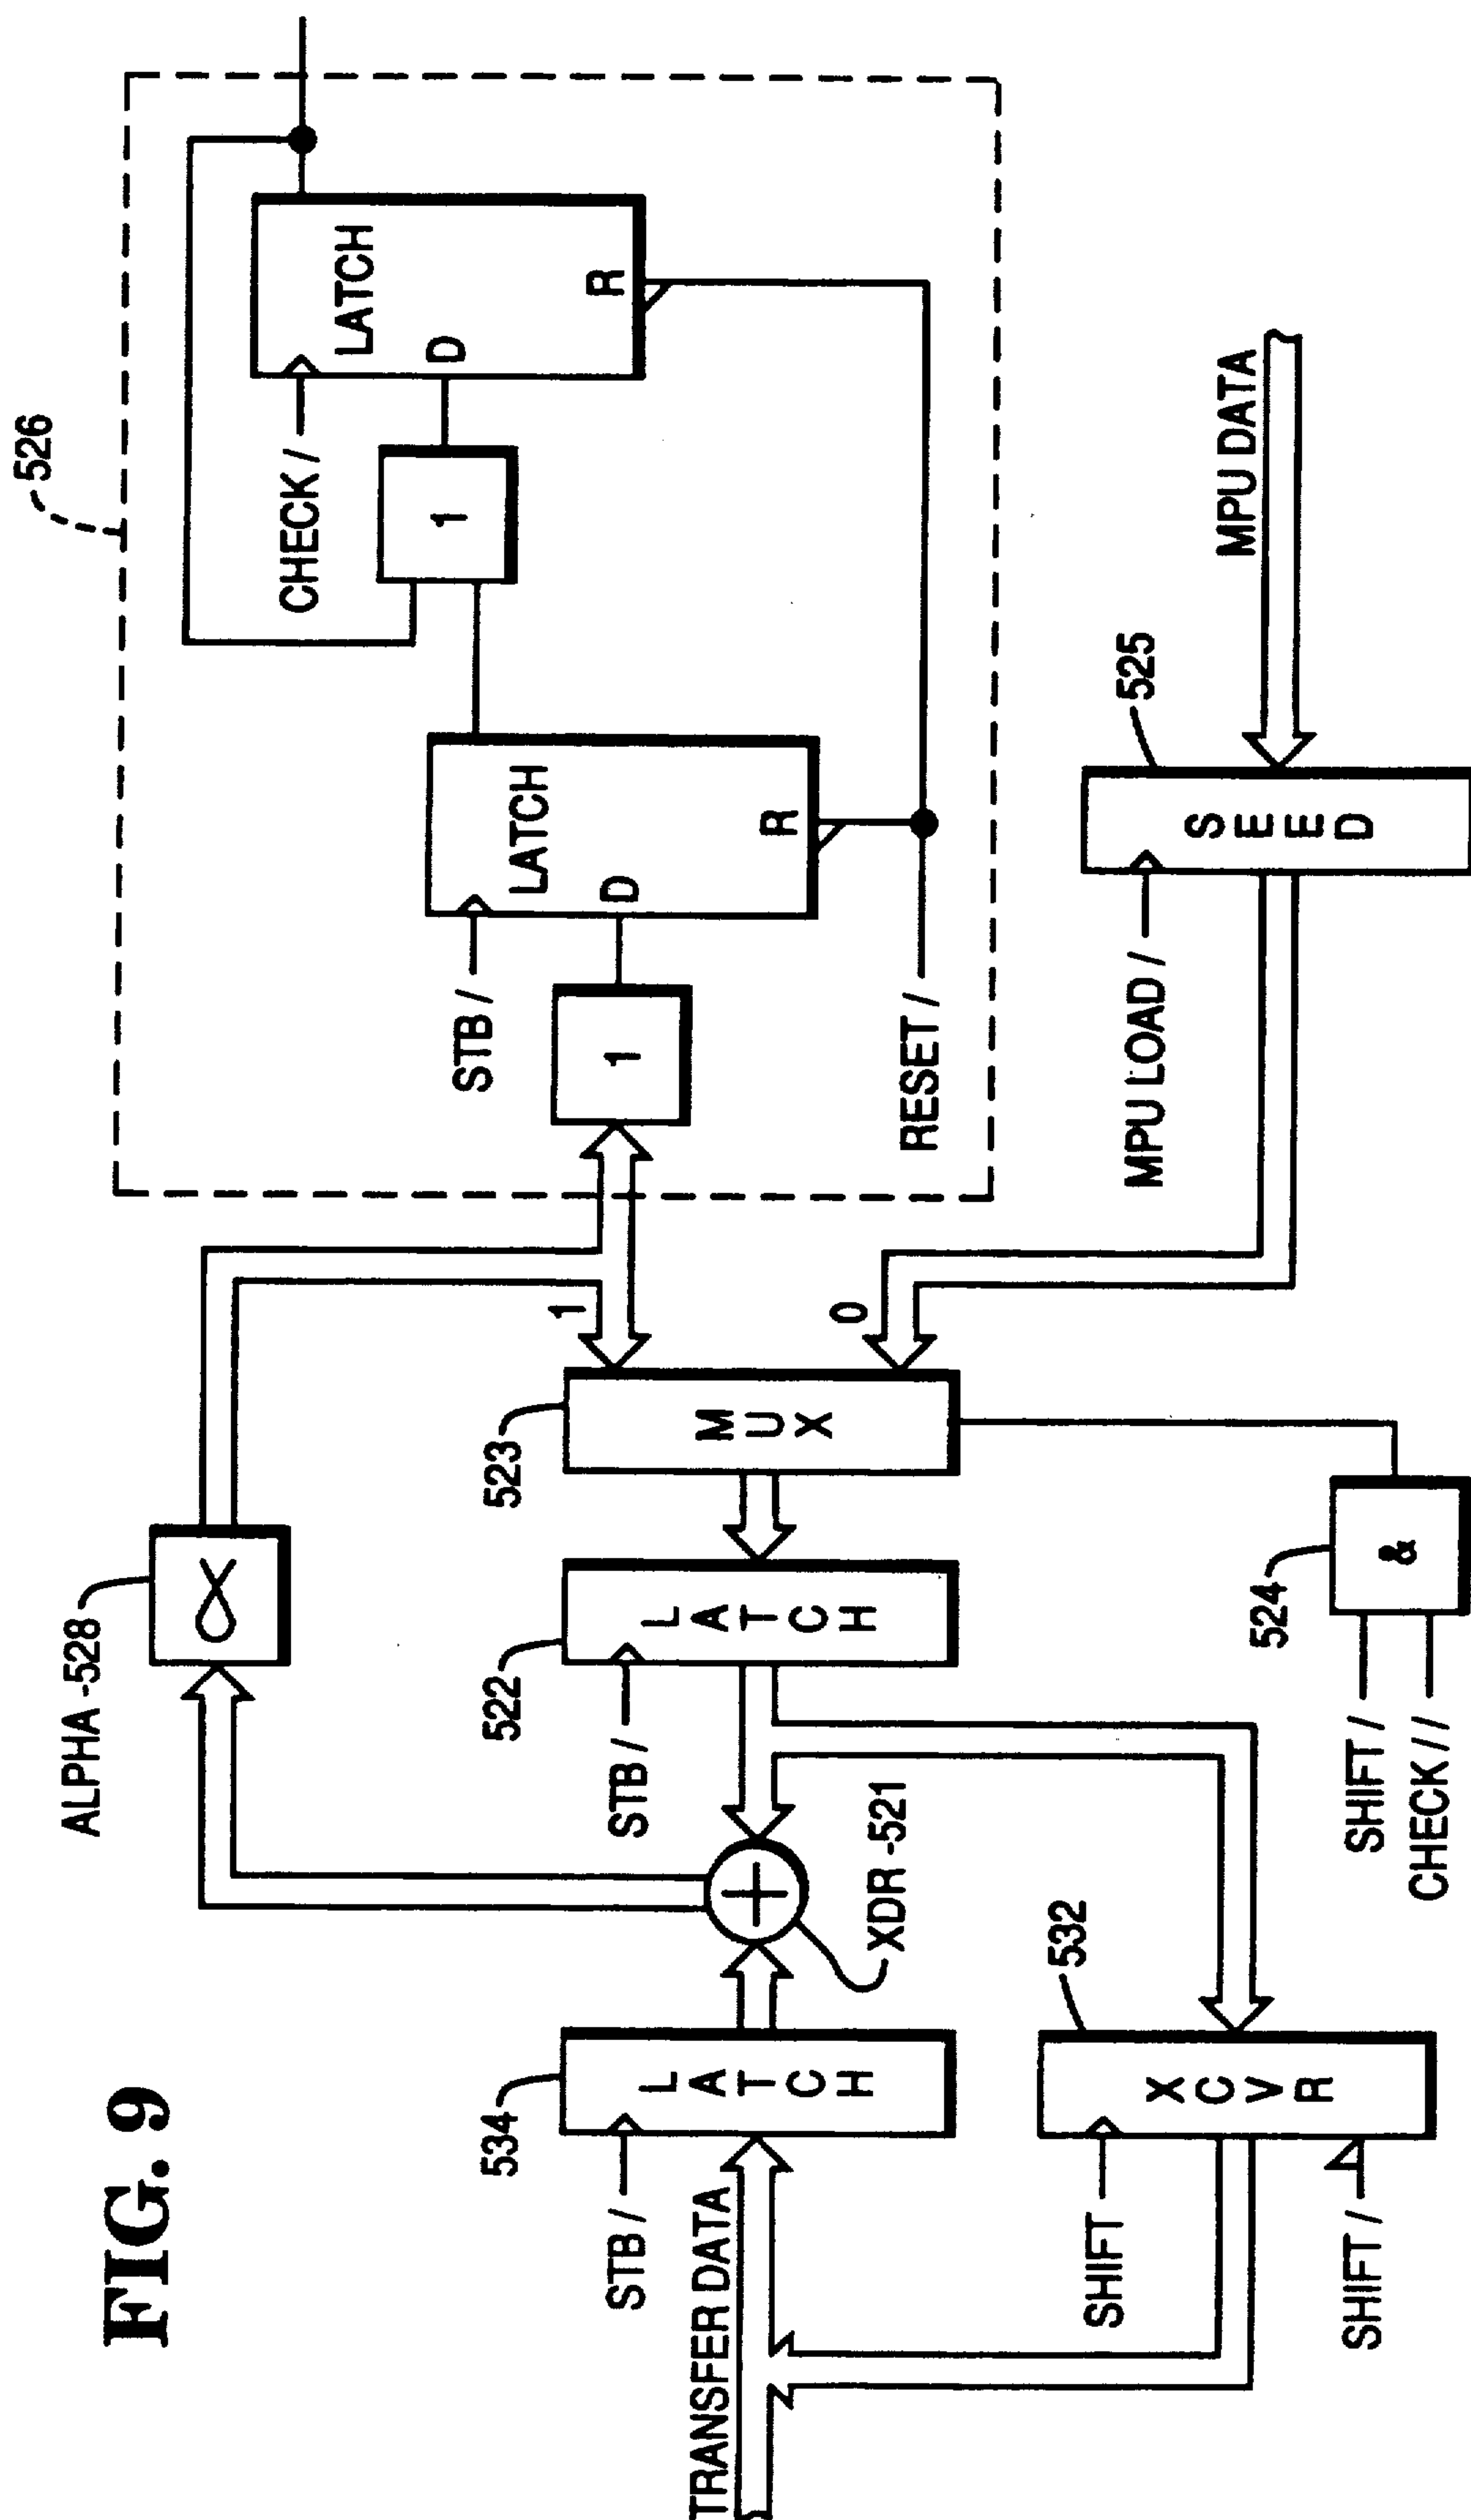 FIG. 9
ALPHA-528
∝
526
CHECK /
LATCH
D
R
1
STB /
LATCH
D
R
1
RESET /
534
STB /
LATCH
TRANSFER DATA
XDR-521
522
STB /
LATCH
523
MUX
1
0
525
SEED
MPU LOAD /
MPU DATA
532
XCVR
SHIFT
SHIFT /
524
&
SHIFT /
CHECK //